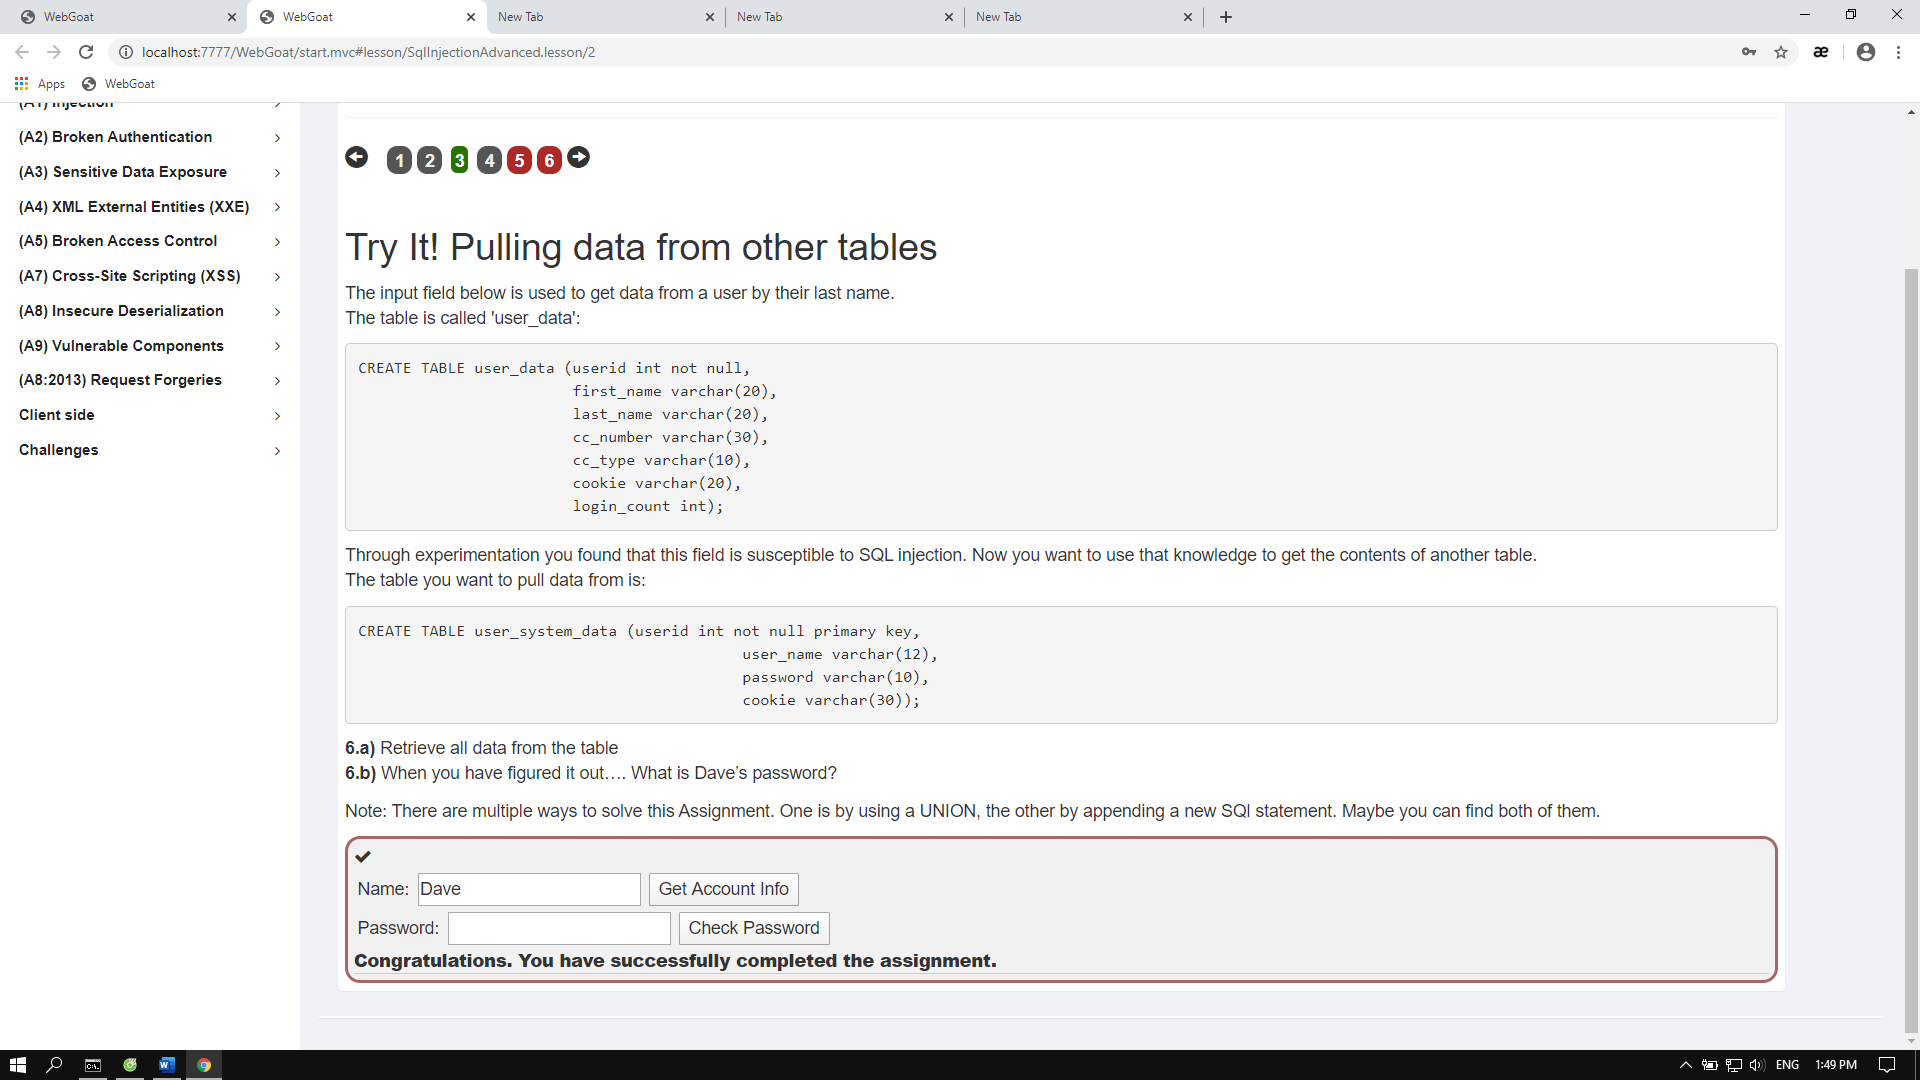 WebGoat
WebGoat
New Tab
New Tab
New Tab
localhost:7777/WebGoat/start.mvc#lesson/SqlInjectionAdvanced.lesson/2
æ
Apps
WebGoat
(A1) Injection
(A2) Broken Authentication
(A3) Sensitive Data Exposure
(A4) XML External Entities (XXE)
(A5) Broken Access Control
(A7) Cross-Site Scripting (XSS)
(A8) Insecure Deserialization
(A9) Vulnerable Components
(A8:2013) Request Forgeries
Client side
Challenges
1 2 3 4 5 6
Try It! Pulling data from other tables
The input field below is used to get data from a user by their last name.
The table is called 'user_data':
CREATE TABLE user_data (userid int not null,
first_name varchar(20),
last_name varchar(20),
cc_number varchar(30),
cc_type varchar(10),
cookie varchar(20),
login_count int);
Through experimentation you found that this field is susceptible to SQL injection. Now you want to use that knowledge to get the contents of another table.
The table you want to pull data from is:
CREATE TABLE user_system_data (userid int not null primary key,
user_name varchar(12),
password varchar(10),
cookie varchar(30));
6.a) Retrieve all data from the table
6.b) When you have figured it out…. What is Dave’s password?
Note: There are multiple ways to solve this Assignment. One is by using a UNION, the other by appending a new SQl statement. Maybe you can find both of them.
Name: Dave Get Account Info
Password: Check Password
Congratulations. You have successfully completed the assignment.
ENG 1:49 PM